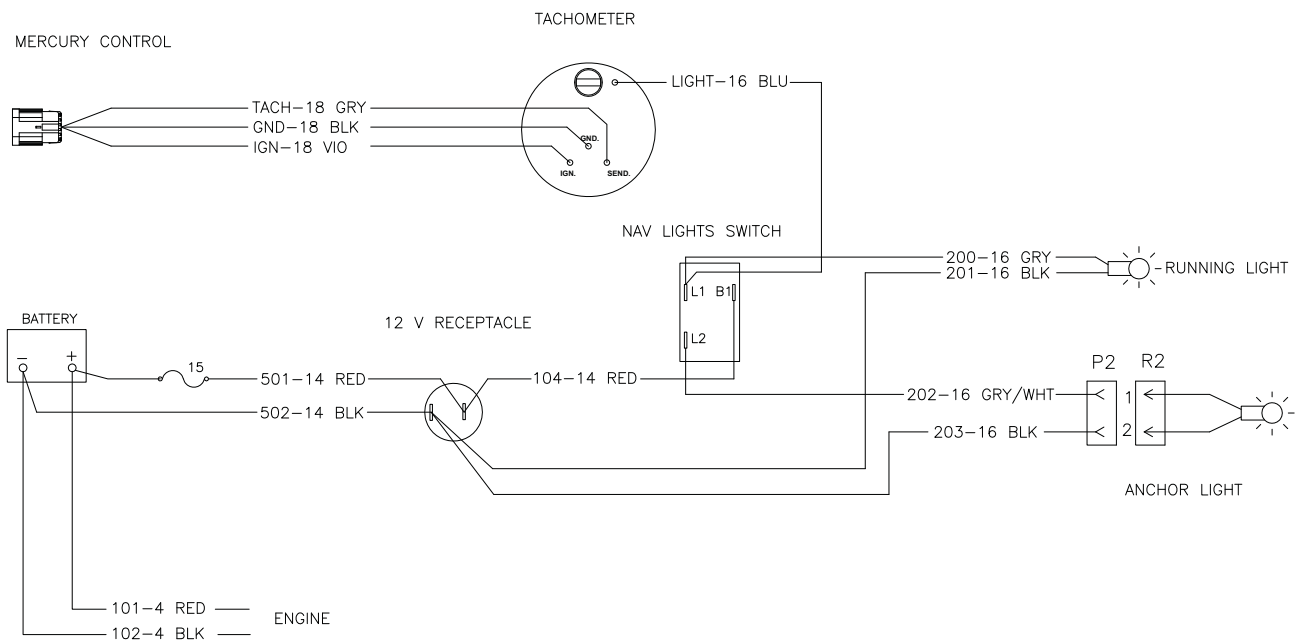 TACHOMETER
MERCURY CONTROL
LIGHT-16 BLU
TACH-18 GRY
GND-18 BLK
IGN-18 VIO
GND.
IGN.
SEND.
NAV LIGHTS SWITCH
200-16 GRY
201-16 BLK
RUNNING LIGHT
L1 B1
L2
BATTERY
12 V RECEPTACLE
- +
15
501-14 RED
104-14 RED
502-14 BLK
P2 R2
202-16 GRY/WHT
1
203-16 BLK
2
ANCHOR LIGHT
101-4 RED
ENGINE
102-4 BLK